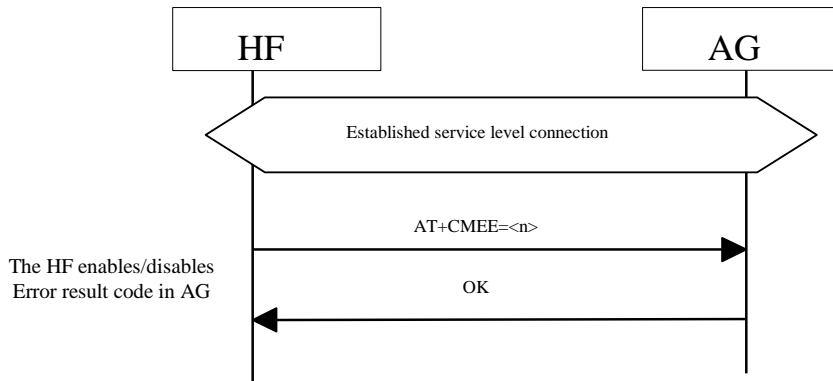 HF
AG
Established service level connection
AT+CMEE=<n>
The HF enables/disables
Error result code in AG
OK